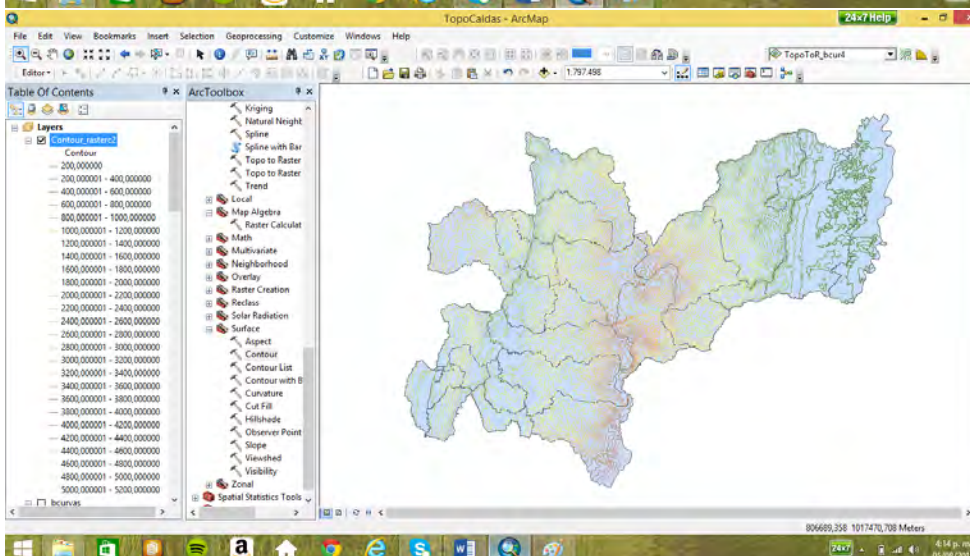 TopoCaldas - ArcMap
24x7 Help
File Edit View Bookmarks Insert Selection Geoprocessing Customize Windows Help
TopoToR_bcur4
Editor
1:797.498
Table Of Contents
Layers
Contour_rasterc2
Contour
200,000000
200,000001 - 400,000000
400,000001 - 600,000000
600,000001 - 800,000000
800,000001 - 1000,000000
1000,000001 - 1200,000000
1200,000001 - 1400,000000
1400,000001 - 1600,000000
1600,000001 - 1800,000000
1800,000001 - 2000,000000
2000,000001 - 2200,000000
2200,000001 - 2400,000000
2400,000001 - 2600,000000
2600,000001 - 2800,000000
2800,000001 - 3000,000000
3000,000001 - 3200,000000
3200,000001 - 3400,000000
3400,000001 - 3600,000000
3600,000001 - 3800,000000
3800,000001 - 4000,000000
4000,000001 - 4200,000000
4200,000001 - 4400,000000
4400,000001 - 4600,000000
4600,000001 - 4800,000000
4800,000001 - 5000,000000
5000,000001 - 5200,000000
bcurvas
ArcToolbox
Kriging
Natural Neight
Spline
Spline with Bar
Topo to Raster
Topo to Raster
Trend
Local
Map Algebra
Raster Calculat
Math
Multivariate
Neighborhood
Overlay
Raster Creation
Reclass
Solar Radiation
Surface
Aspect
Contour
Contour List
Contour with B
Curvature
Cut Fill
Hillshade
Observer Point
Slope
Viewshed
Visibility
Zonal
Spatial Statistics Tools
806689,358 1017470,708 Meters
24x7
4:14 p. m.